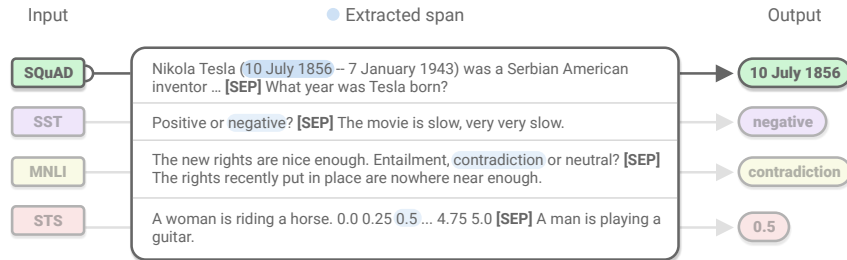 Input
Extracted span
Output
SQuAD
Nikola Tesla (10 July 1856 -- 7 January 1943) was a Serbian American
inventor ... [SEP] What year was Tesla born?
10 July 1856
SST
Positive or negative? [SEP] The movie is slow, very very slow.
negative
MNLI
The new rights are nice enough. Entailment, contradiction or neutral? [SEP]
The rights recently put in place are nowhere near enough.
contradiction
STS
A woman is riding a horse. 0.0 0.25 0.5 ... 4.75 5.0 [SEP] A man is playing a
guitar.
0.5